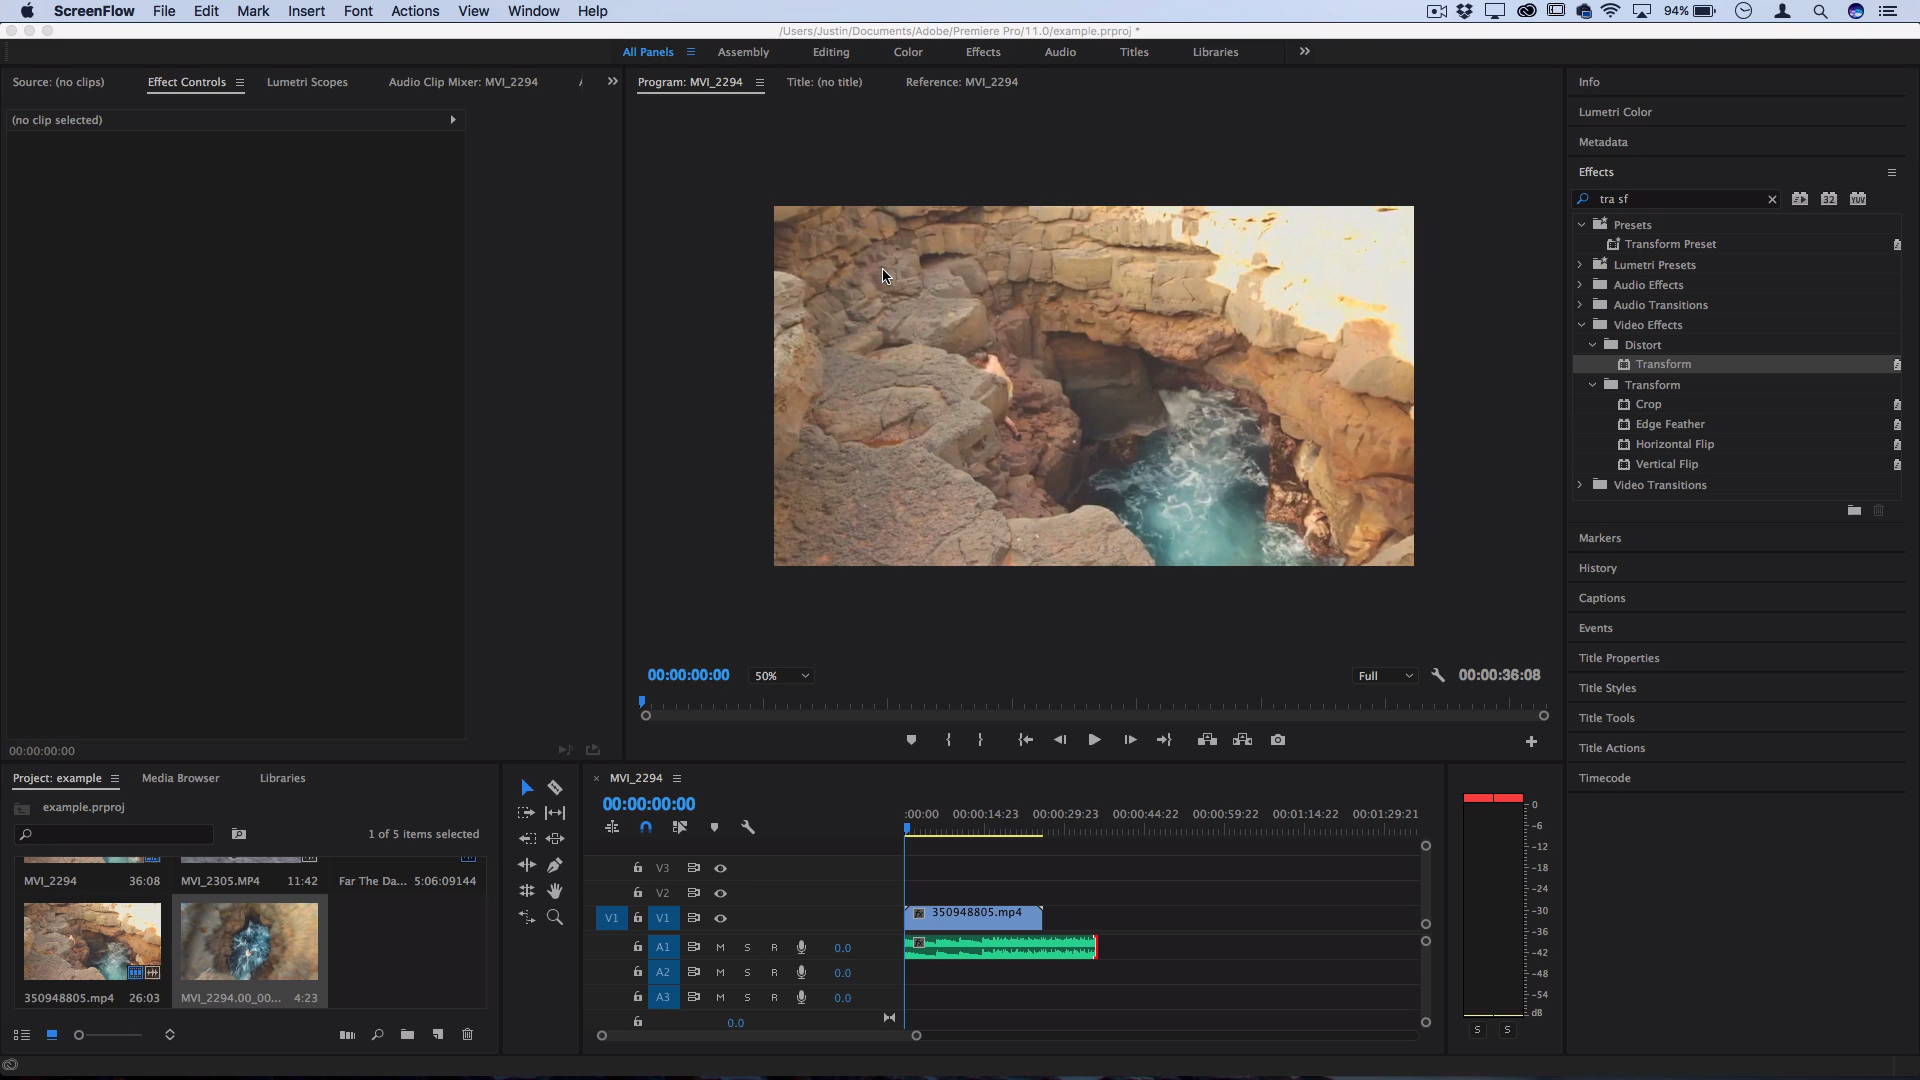 ScreenFlow File Edit Mark Insert Font Actions View Window Help 94%
/Users/Justin/Documents/Adobe/Premiere Pro/11.0/example.prproj *
All Panels Assembly Editing Color Effects Audio Titles Libraries
Source: (no clips) Effect Controls Lumetri Scopes Audio Clip Mixer: MVI_2294
Program: MVI_2294 Title: (no title) Reference: MVI_2294
(no clip selected)
00:00:00:00
00:00:00:00 50% Full 00:00:36:08
Info
Lumetri Color
Metadata
Effects
tra sf 32 YUV
Presets
Transform Preset
Lumetri Presets
Audio Effects
Audio Transitions
Video Effects
Distort
Transform
Transform
Crop
Edge Feather
Horizontal Flip
Vertical Flip
Video Transitions
Markers
History
Captions
Events
Title Properties
Title Styles
Title Tools
Title Actions
Timecode
Project: example Media Browser Libraries
example.prproj
1 of 5 items selected
MVI_2294 36:08 MVI_2305.MP4 11:42 Far The Da... 5:06:09144
350948805.mp4 26:03 MVI_2294.00_00... 4:23
MVI_2294
00:00:00:00
:00:00 00:00:14:23 00:00:29:23 00:00:44:22 00:00:59:22 00:01:14:22 00:01:29:21
V3
V2
V1 V1 fx 350948805.mp4
A1 M S R 0.0 fx
A2 M S R 0.0
A3 M S R 0.0
0.0
0
-6
-12
-18
-24
-30
-36
-42
-48
-54
dB
S S